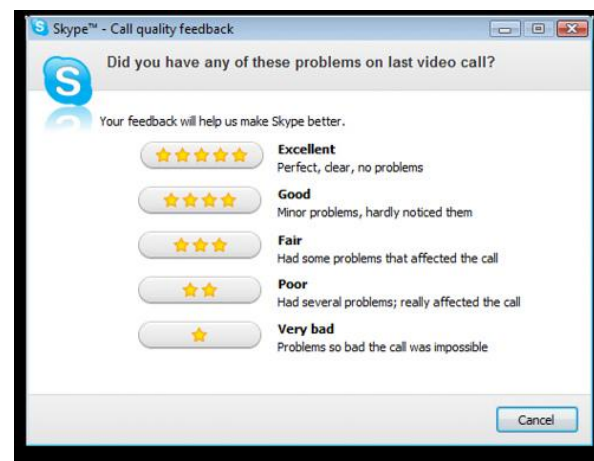 Skype™ - Call quality feedback
Did you have any of these problems on last video call?
Your feedback will help us make Skype better.
Excellent
Perfect, clear, no problems
Good
Minor problems, hardly noticed them
Fair
Had some problems that affected the call
Poor
Had several problems; really affected the call
Very bad
Problems so bad the call was impossible
Cancel